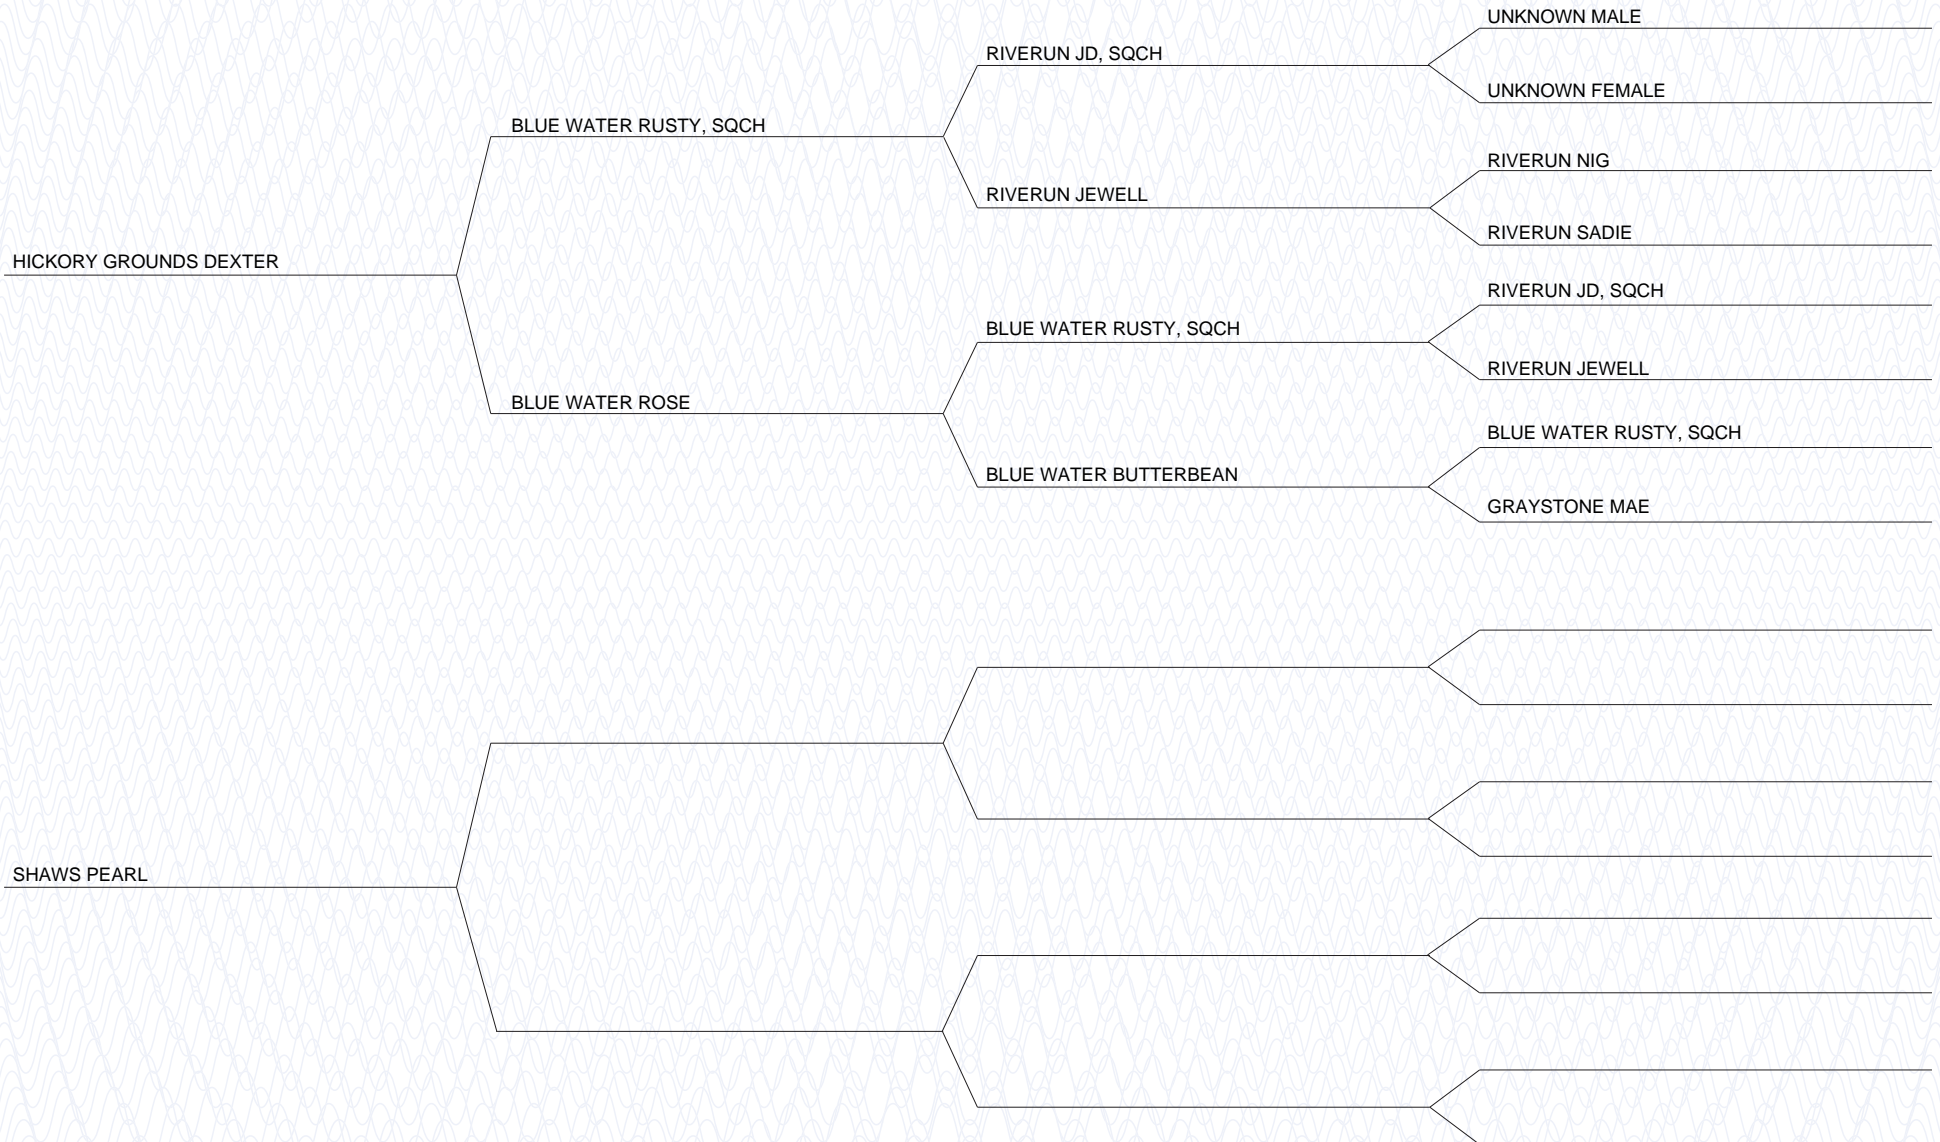 UNKNOWN MALE
RIVERUN JD, SQCH
UNKNOWN FEMALE
BLUE WATER RUSTY, SQCH
RIVERUN NIG
RIVERUN JEWELL
RIVERUN SADIE
HICKORY GROUNDS DEXTER
RIVERUN JD, SQCH
BLUE WATER RUSTY, SQCH
RIVERUN JEWELL
BLUE WATER ROSE
BLUE WATER RUSTY, SQCH
BLUE WATER BUTTERBEAN
GRAYSTONE MAE
SHAWS PEARL